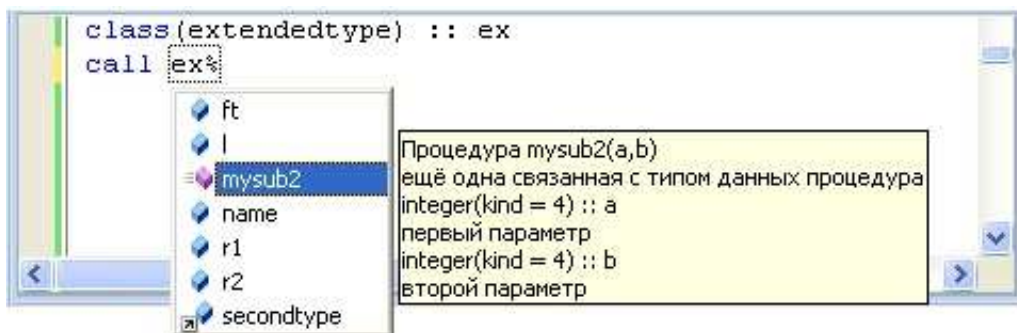 class(extendedtype) :: ex
call ex%
ft
l
mysub2
name
r1
r2
secondtype
Процедура mysub2(a,b)
ещё одна связанная с типом данных процедура
integer(kind = 4) :: a
первый параметр
integer(kind = 4) :: b
второй параметр